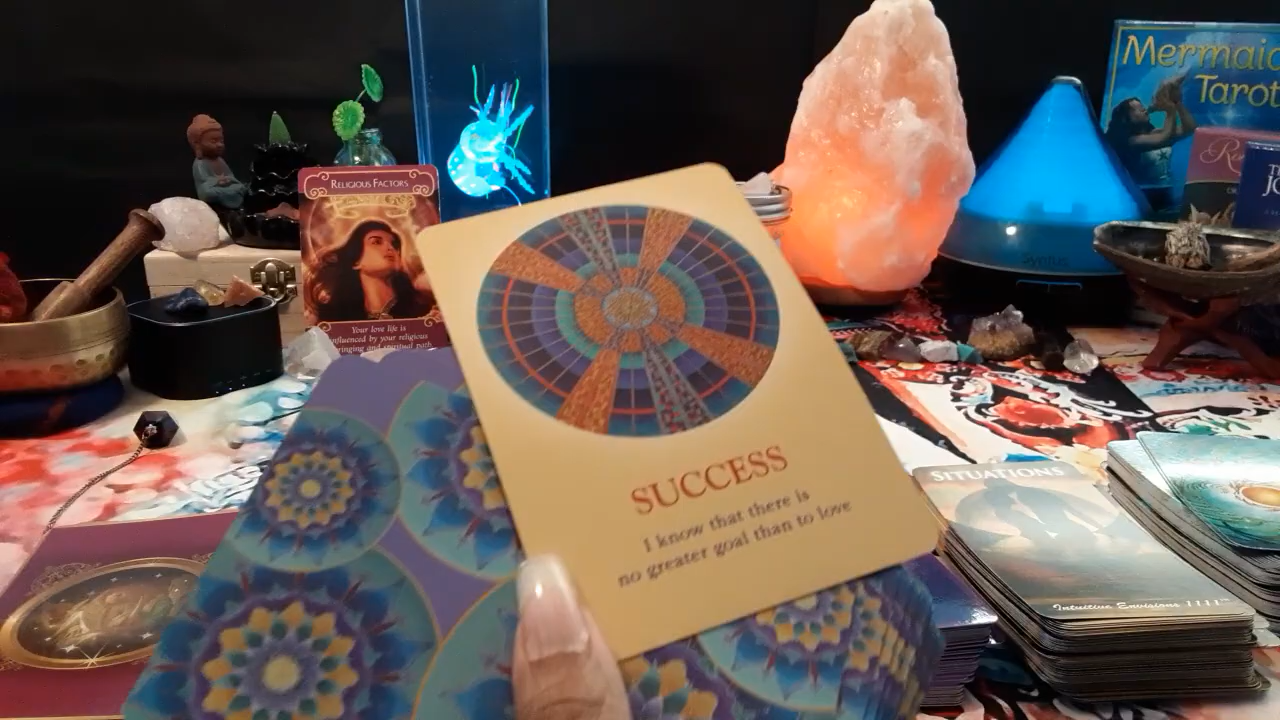 Mermaid
Tarot
RELIGIOUS FACTORS
Your love life is
influenced by your religious
and spiritual path
SUCCESS
I know that there is
no greater goal than to love
SITUATIONS
Intuitive Envisions 1111